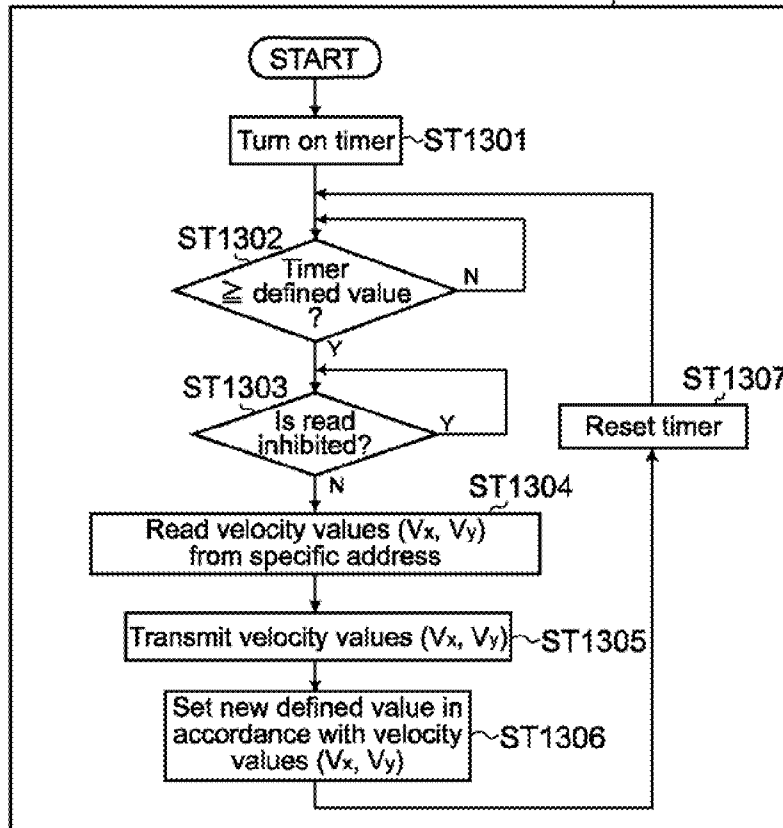 START
Turn on timer
ST1301
ST1302
Timer
≧ defined value
?
N
Y
ST1303
Is read
inhibited?
Y
N
ST1307
Reset timer
ST1304
Read velocity values (Vx, Vy)
from specific address
Transmit velocity values (Vx, Vy)
ST1305
Set new defined value in
accordance with velocity
values (Vx, Vy)
ST1306